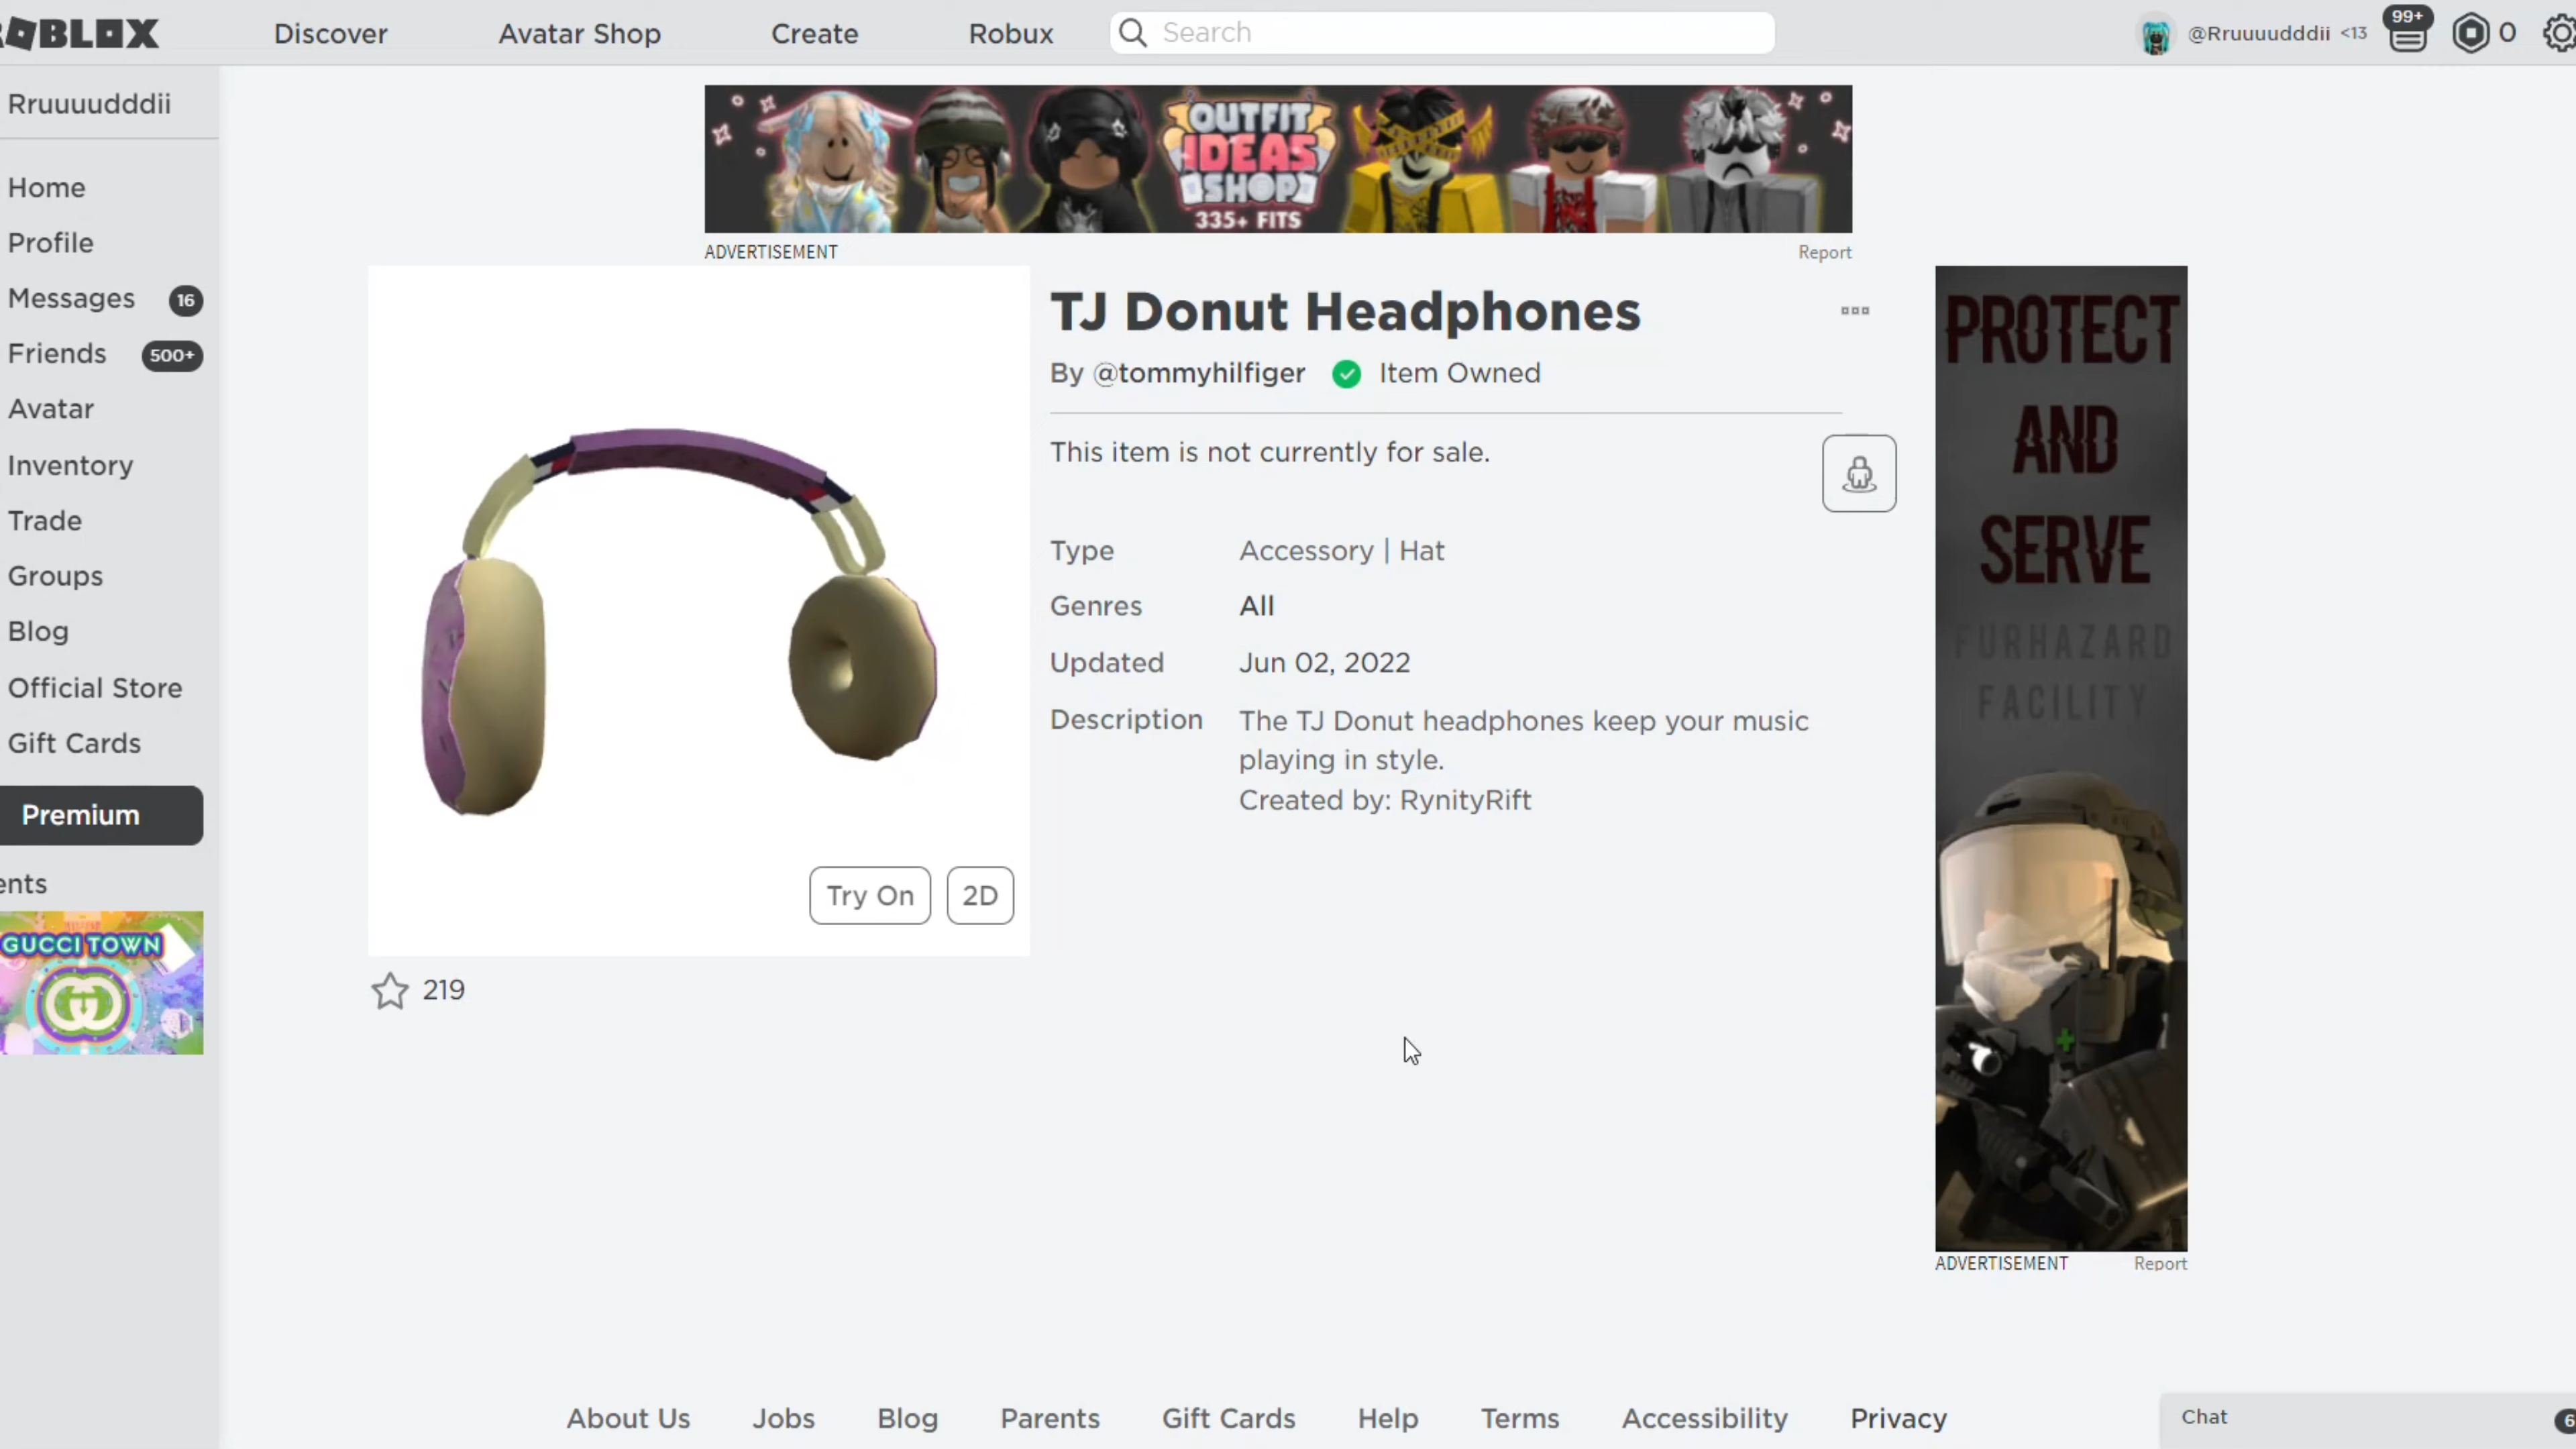 ROBLOX
Discover
Avatar Shop
Create
Robux
Search
@Rruuuudddii <13
99+
0
Rruuuudddii
Home
Profile
Messages 16
Friends 500+
Avatar
Inventory
Trade
Groups
Blog
Official Store
Gift Cards
Premium
ents
GUCCI TOWN
OUTFIT
IDEAS
SHOP
335+ FITS
ADVERTISEMENT
Report
TJ Donut Headphones
By @tommyhilfiger
Item Owned
This item is not currently for sale.
Type Accessory | Hat
Genres All
Updated Jun 02, 2022
Description The TJ Donut headphones keep your music
playing in style.
Created by: RynityRift
Try On
2D
219
PROTECT
AND
SERVE
FURHAZARD
FACILITY
ADVERTISEMENT
Report
About Us
Jobs
Blog
Parents
Gift Cards
Help
Terms
Accessibility
Privacy
Chat
6